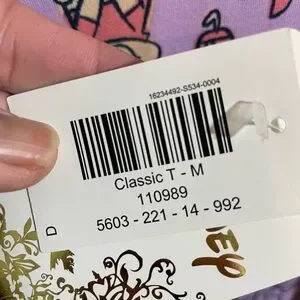 16234492-S534-0004
Classic T - M
110989
5603 - 221 - 14 - 992
D